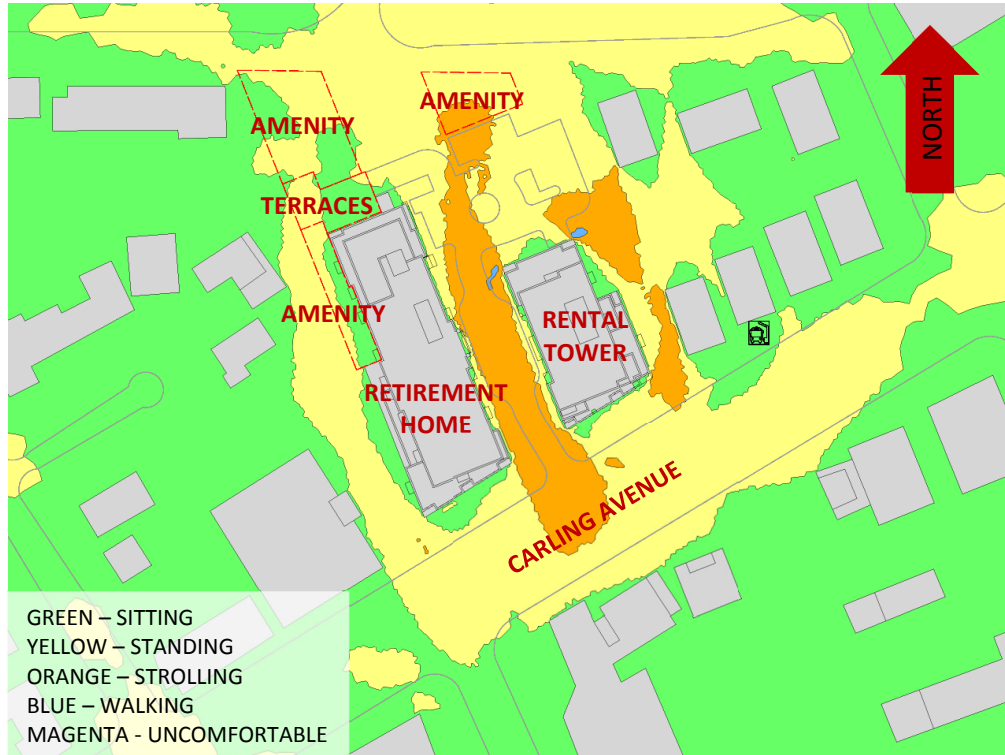 NORTH
AMENITY
AMENITY
TERRACES
AMENITY
RENTAL
TOWER
RETIREMENT
HOME
CARLING AVENUE
GREEN – SITTING
YELLOW – STANDING
ORANGE – STROLLING
BLUE – WALKING
MAGENTA - UNCOMFORTABLE